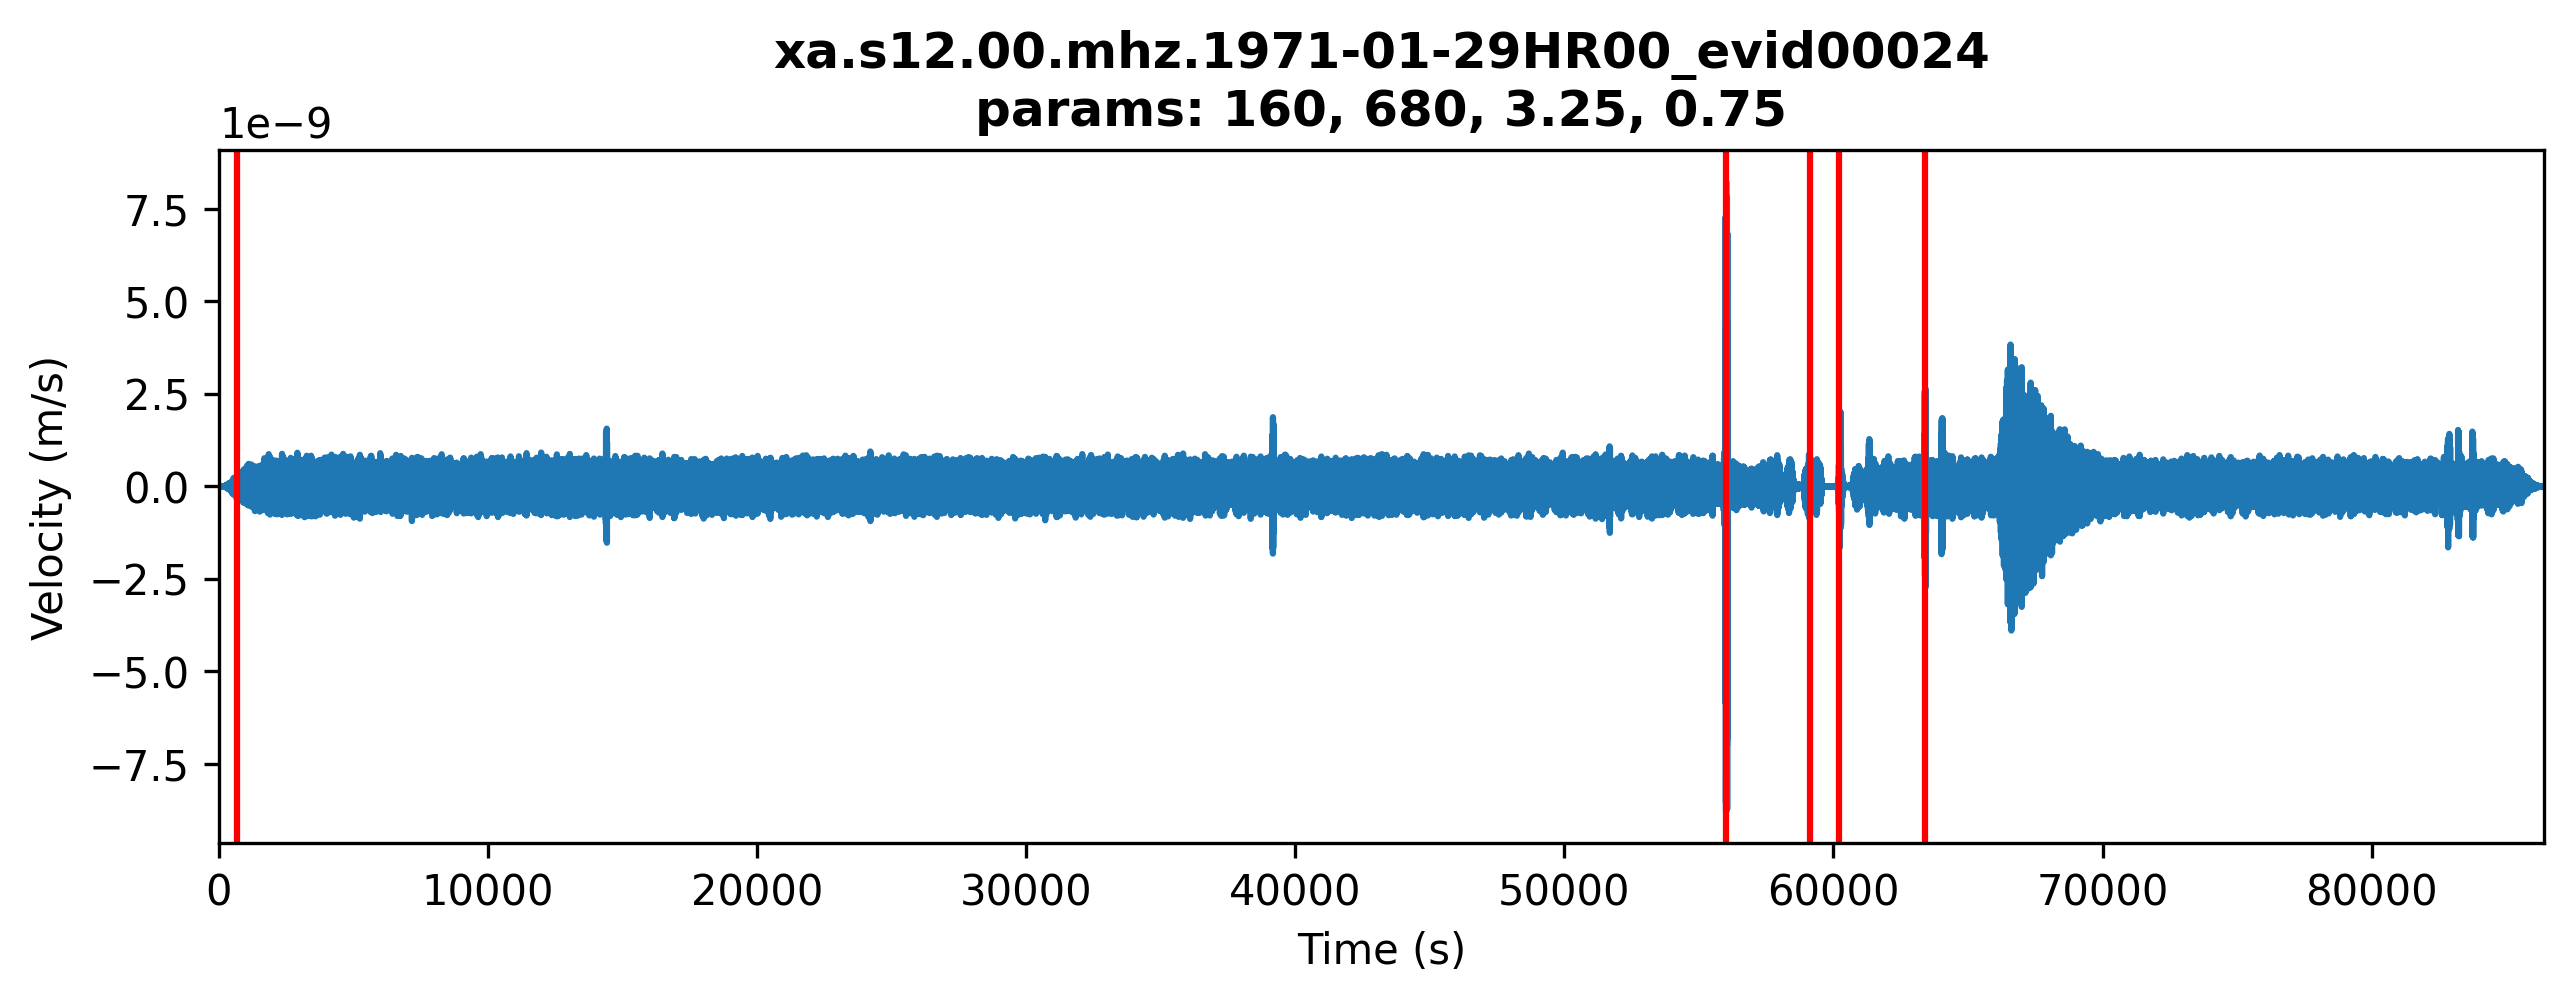 xa.s12.00.mhz.1971-01-29HR00_evid00024
params: 160, 680, 3.25, 0.75
1e−9
7.5
5.0
2.5
0.0
−2.5
−5.0
−7.5
Velocity (m/s)
0 10000 20000 30000 40000 50000 60000 70000 80000
Time (s)